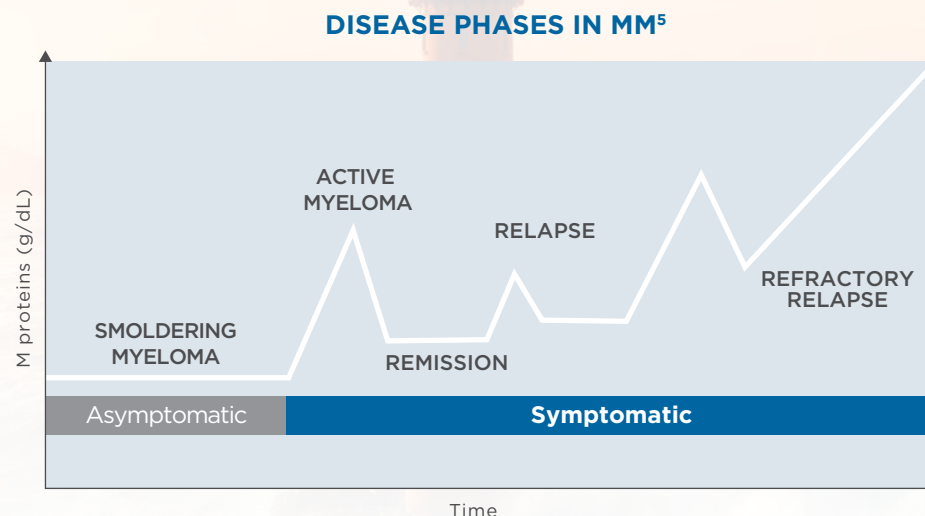 DISEASE PHASES IN MM⁵
M proteins (g/dL)
ACTIVE
MYELOMA
RELAPSE
REFRACTORY
RELAPSE
SMOLDERING
MYELOMA
REMISSION
Asymptomatic
Symptomatic
Time